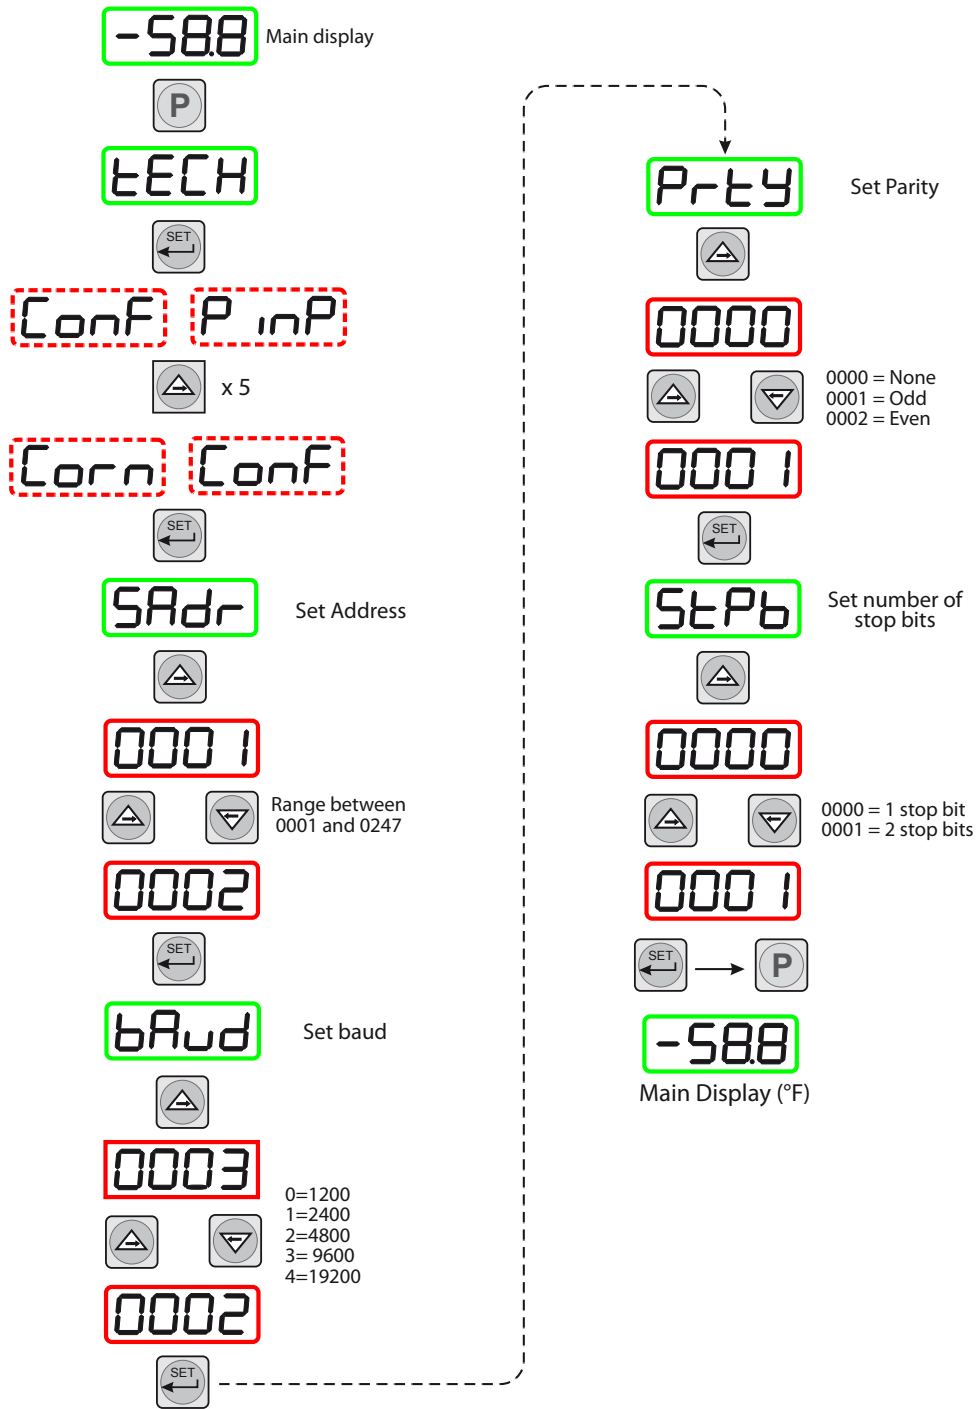 -58.8 Main display
P
tECH
SET
ConF P inP
x 5
Corn ConF
SET
SAdr Set Address
0001
Range between
0001 and 0247
0002
SET
bAud Set baud
0003
0=1200
1=2400
2=4800
3= 9600
4=19200
0002
SET
PrtY Set Parity
0000
0000 = None
0001 = Odd
0002 = Even
0001
SET
StPb Set number of
stop bits
0000
0000 = 1 stop bit
0001 = 2 stop bits
0001
SET P
-58.8
Main Display (°F)